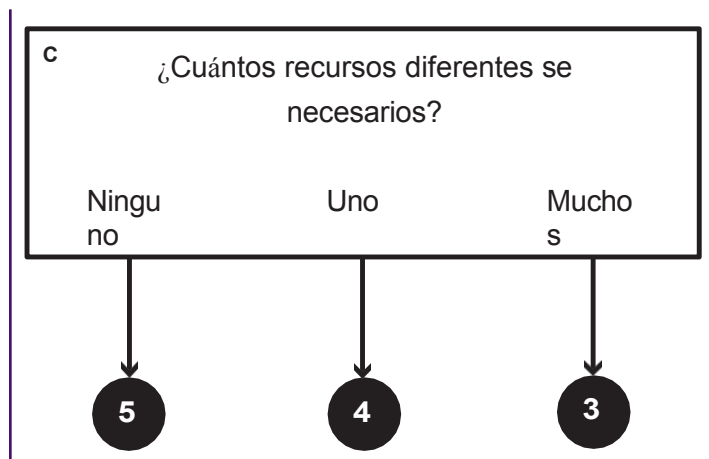 C
¿Cuántos recursos diferentes se
necesarios?
Ningu
no
Uno
Mucho
s
5
4
3